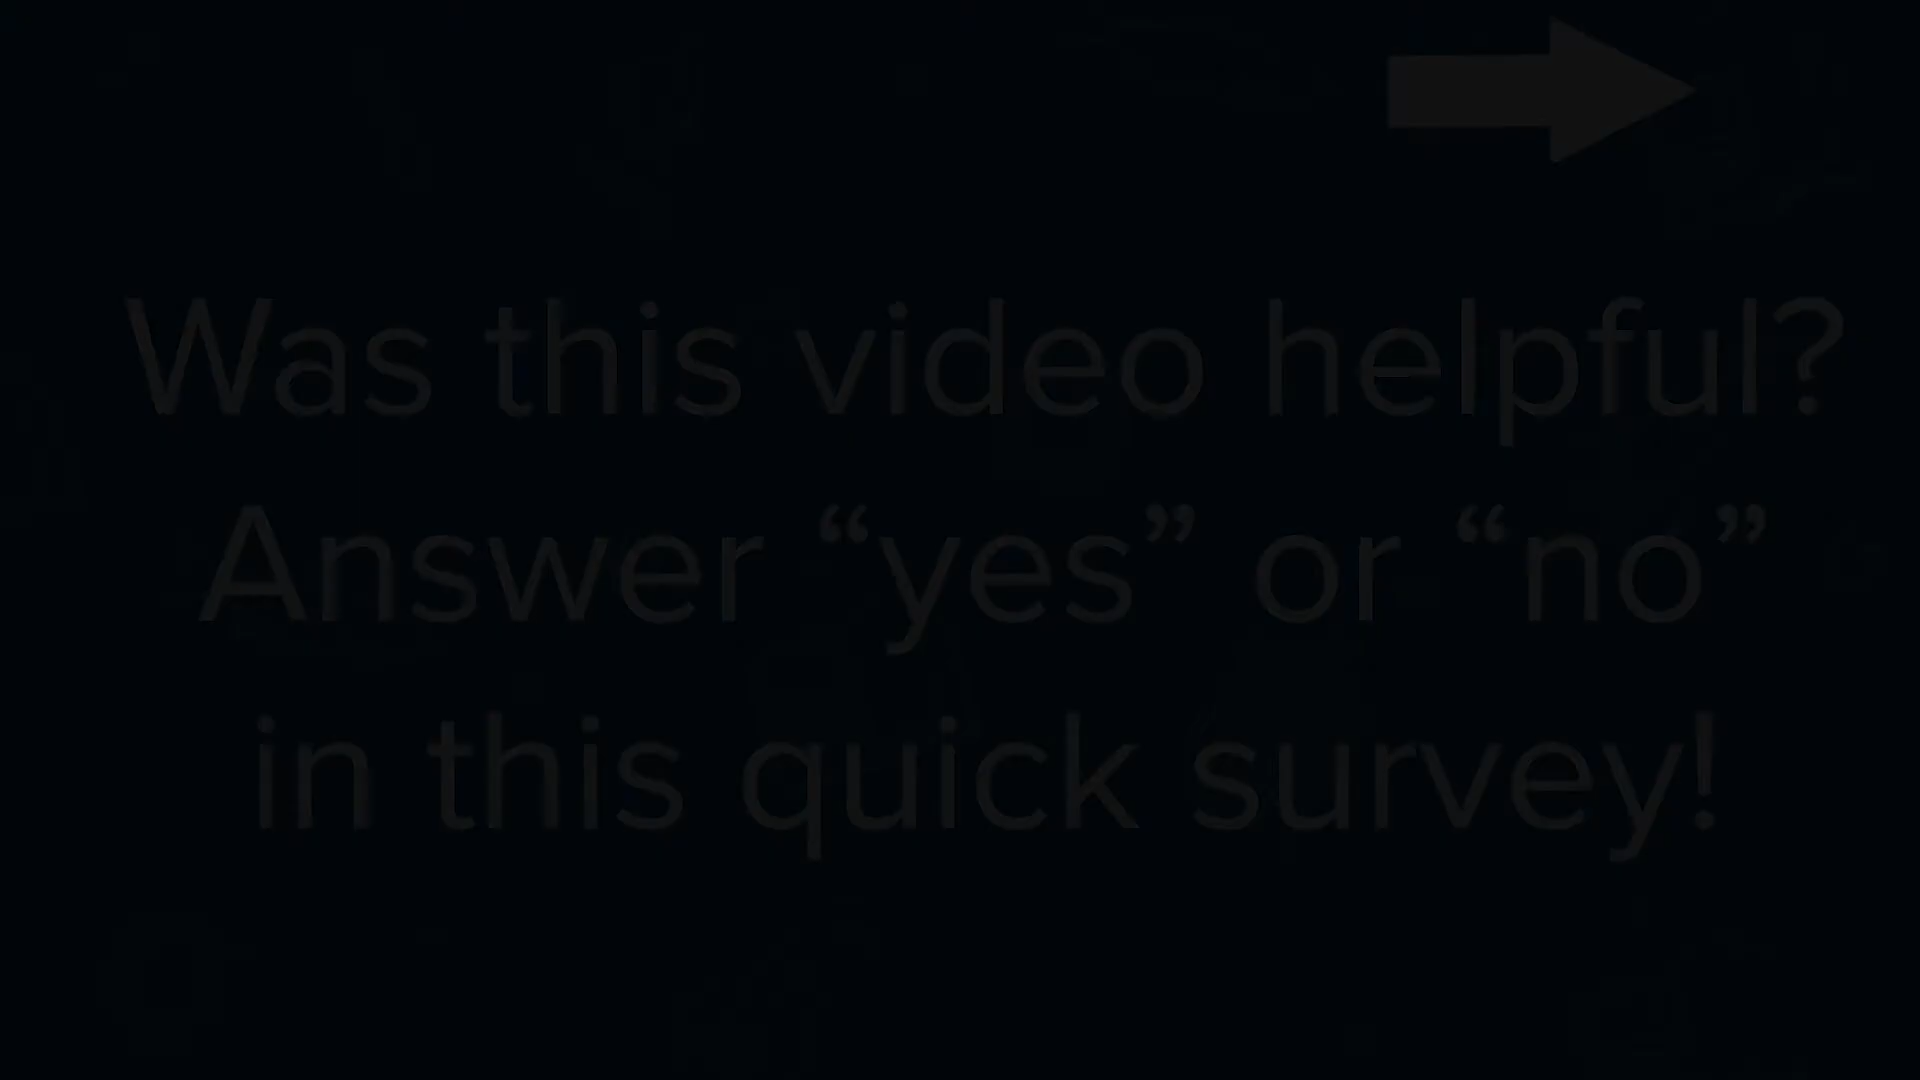 Was this video helpful?
Answer “yes” or “no”
in this quick survey!